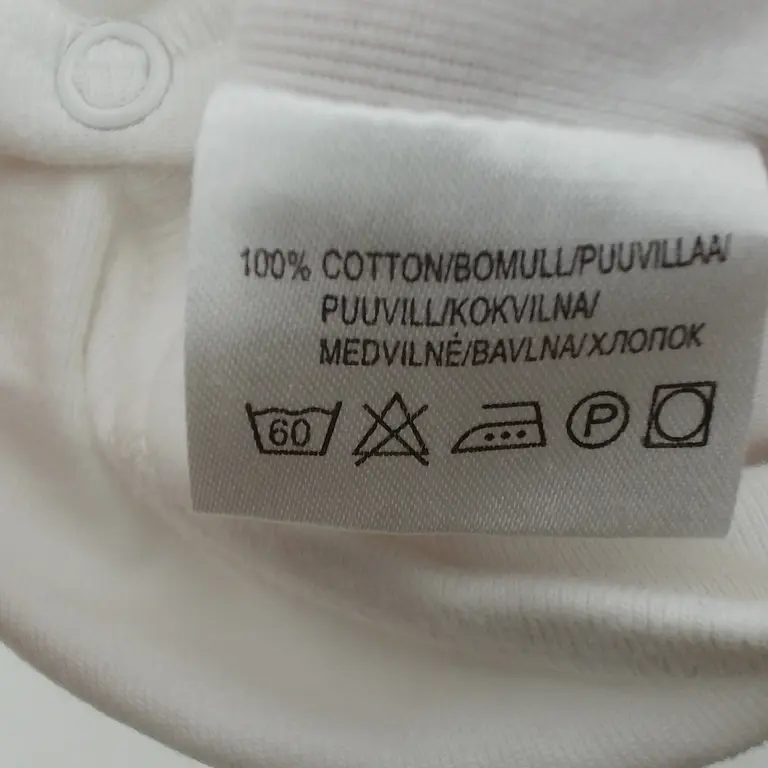 100% COTTON/BOMULL/PUUVILLAA/
PUUVILL/KOKVILNA/
MEDVILNĖ/BAVLNA/ХЛОПОК
60 P